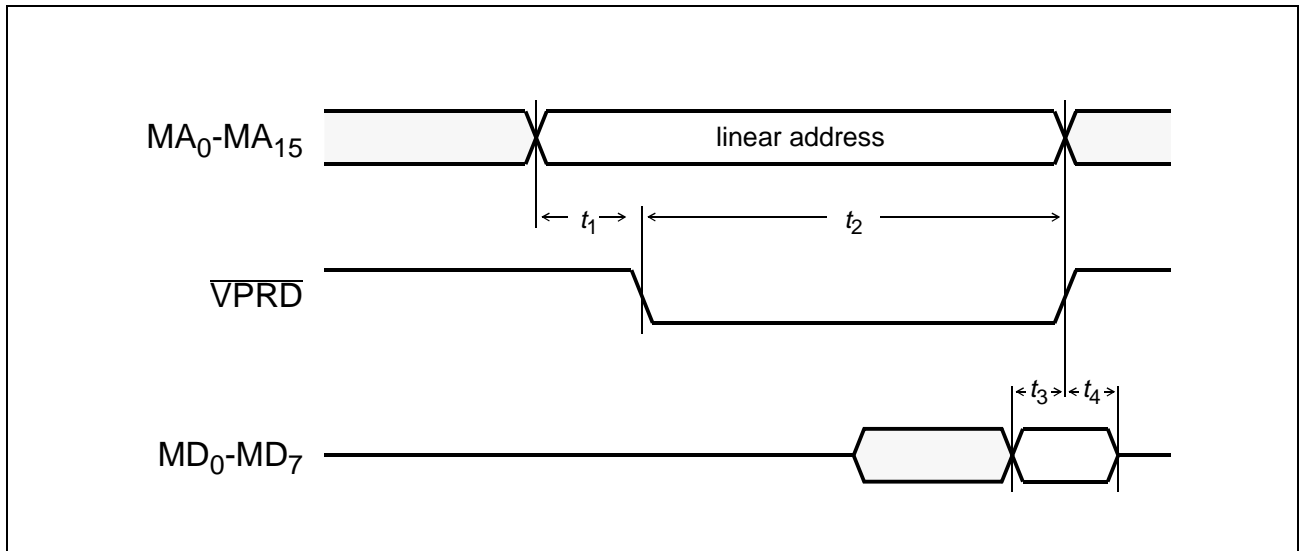 MA0-MA15
linear address
t1
t2
VPRD
t3
t4
MD0-MD7